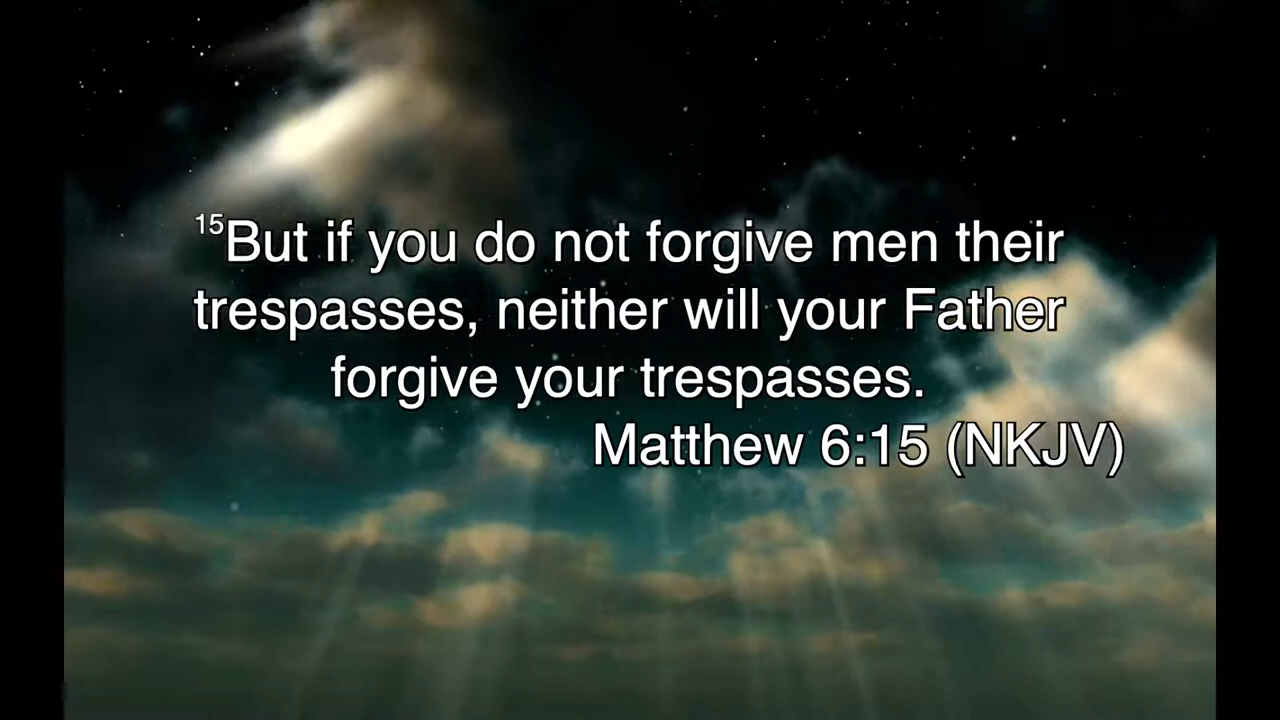 15But if you do not forgive men their
trespasses, neither will your Father
forgive your trespasses.
Matthew 6:15 (NKJV)